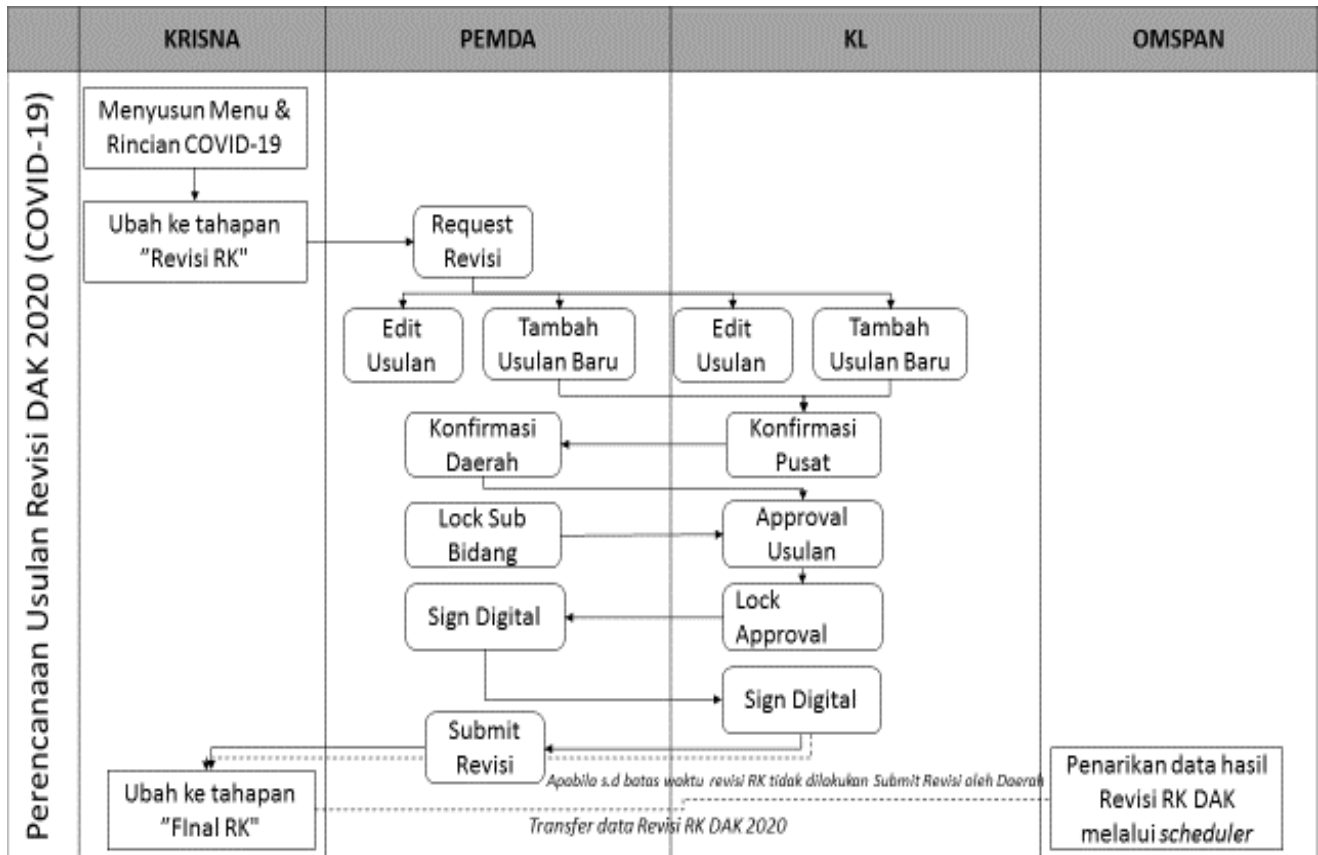 KRISNA
PEMDA
KL
OMSPAN
Perencanaan Usulan Revisi DAK 2020 (COVID-19)
Menyusun Menu &
Rincian COVID-19
Ubah ke tahapan
"Revisi RK"
Request
Revisi
Edit
Usulan
Tambah
Usulan Baru
Edit
Usulan
Tambah
Usulan Baru
Konfirmasi
Daerah
Konfirmasi
Pusat
Lock Sub
Bidang
Approval
Usulan
Sign Digital
Lock
Approval
Sign Digital
Submit
Revisi
Apabila s.d batas waktu revisi RK tidak dilakukan Submit Revisi oleh Daerah
Ubah ke tahapan
"FInal RK"
Transfer data Revisi RK DAK 2020
Penarikan data hasil
Revisi RK DAK
melalui scheduler